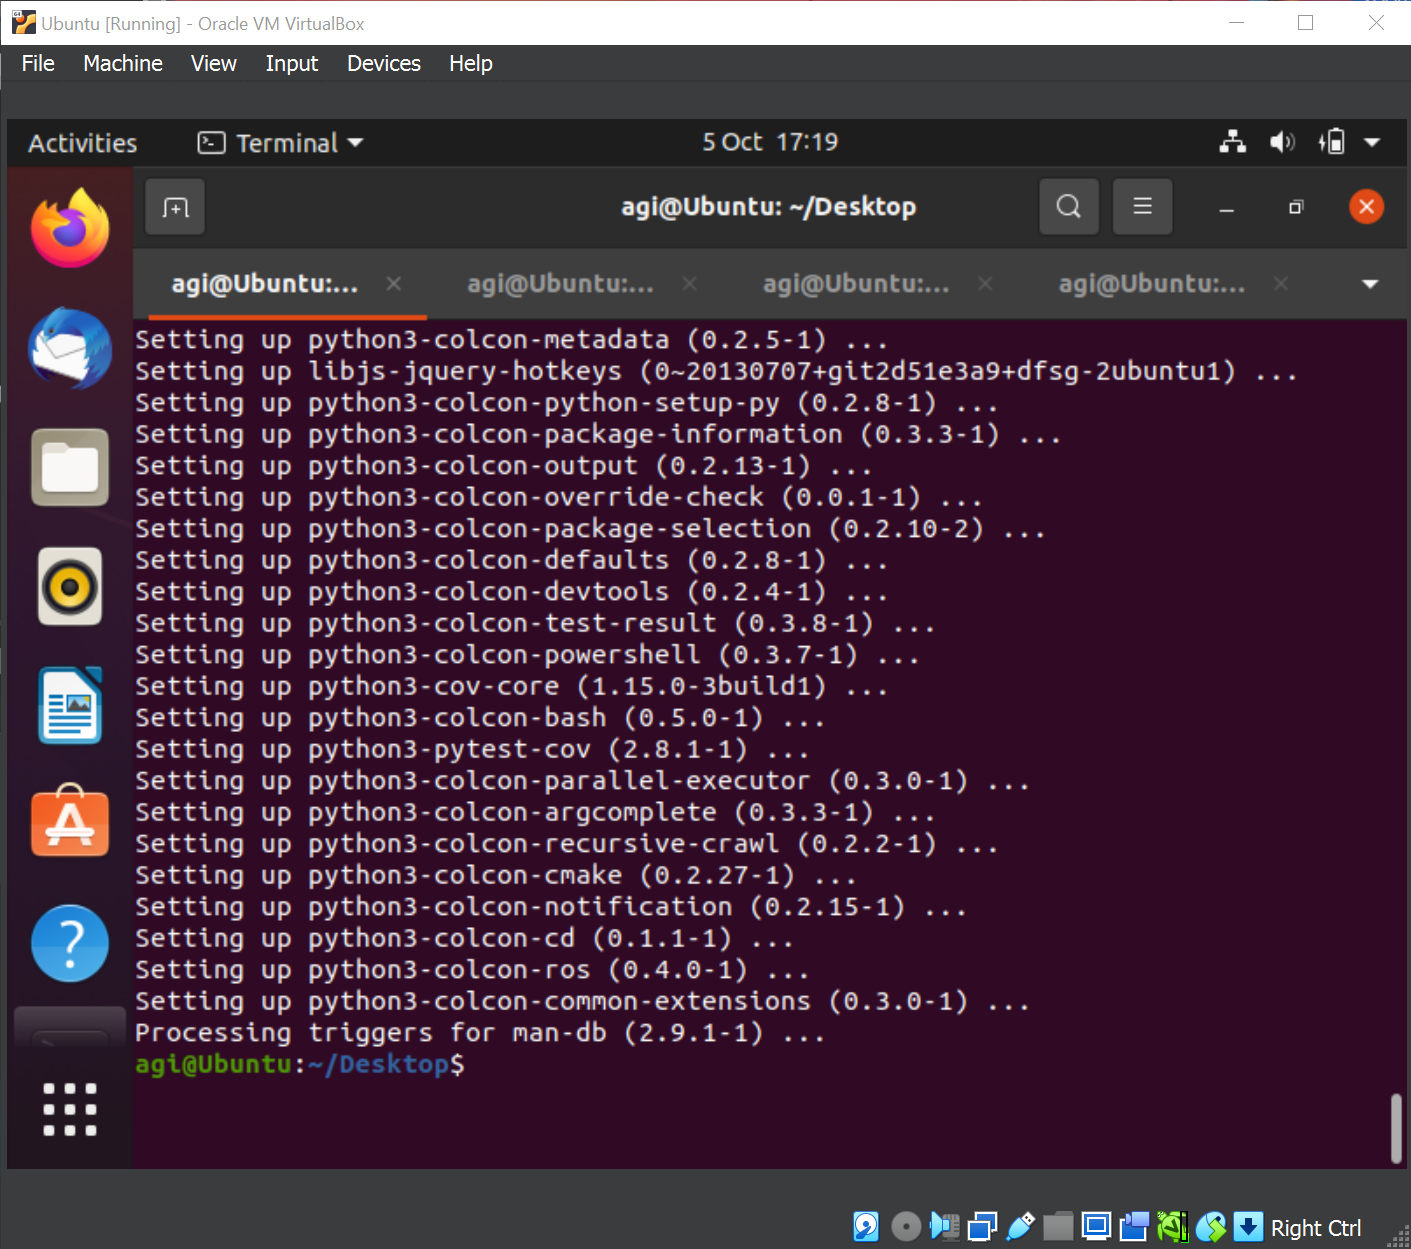 Ubuntu [Running] - Oracle VM VirtualBox
File Machine View Input Devices Help
Activities Terminal 5 Oct 17:19
agi@Ubuntu: ~/Desktop
agi@Ubuntu:... agi@Ubuntu:... agi@Ubuntu:... agi@Ubuntu:...
Setting up python3-colcon-metadata (0.2.5-1) ...
Setting up libjs-jquery-hotkeys (0~20130707+git2d51e3a9+dfsg-2ubuntu1) ...
Setting up python3-colcon-python-setup-py (0.2.8-1) ...
Setting up python3-colcon-package-information (0.3.3-1) ...
Setting up python3-colcon-output (0.2.13-1) ...
Setting up python3-colcon-override-check (0.0.1-1) ...
Setting up python3-colcon-package-selection (0.2.10-2) ...
Setting up python3-colcon-defaults (0.2.8-1) ...
Setting up python3-colcon-devtools (0.2.4-1) ...
Setting up python3-colcon-test-result (0.3.8-1) ...
Setting up python3-colcon-powershell (0.3.7-1) ...
Setting up python3-cov-core (1.15.0-3build1) ...
Setting up python3-colcon-bash (0.5.0-1) ...
Setting up python3-pytest-cov (2.8.1-1) ...
Setting up python3-colcon-parallel-executor (0.3.0-1) ...
Setting up python3-colcon-argcomplete (0.3.3-1) ...
Setting up python3-colcon-recursive-crawl (0.2.2-1) ...
Setting up python3-colcon-cmake (0.2.27-1) ...
Setting up python3-colcon-notification (0.2.15-1) ...
Setting up python3-colcon-cd (0.1.1-1) ...
Setting up python3-colcon-ros (0.4.0-1) ...
Setting up python3-colcon-common-extensions (0.3.0-1) ...
Processing triggers for man-db (2.9.1-1) ...
agi@Ubuntu:~/Desktop$
Right Ctrl